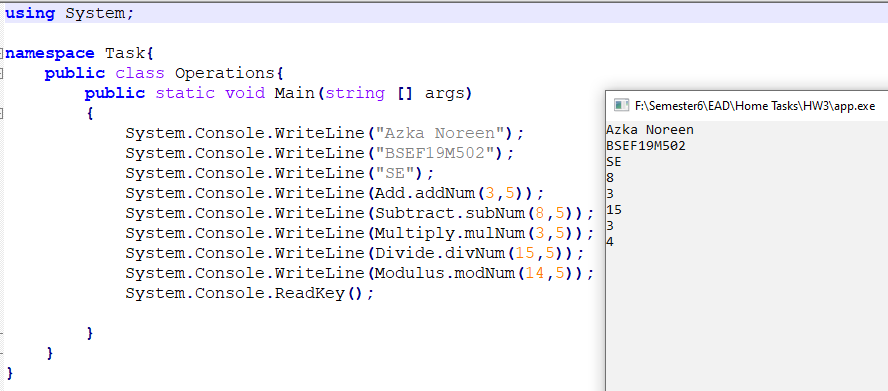 using System;
namespace Task{
public class Operations{
public static void Main(string [] args)
{
System.Console.WriteLine("Azka Noreen");
System.Console.WriteLine("BSEF19M502");
System.Console.WriteLine("SE");
System.Console.WriteLine(Add.addNum(3,5));
System.Console.WriteLine(Subtract.subNum(8,5));
System.Console.WriteLine(Multiply.mulNum(3,5));
System.Console.WriteLine(Divide.divNum(15,5));
System.Console.WriteLine(Modulus.modNum(14,5));
System.Console.ReadKey();
}
}
}
F:\Semester6\EAD\Home Tasks\HW3\app.exe
Azka Noreen
BSEF19M502
SE
8
3
15
3
4